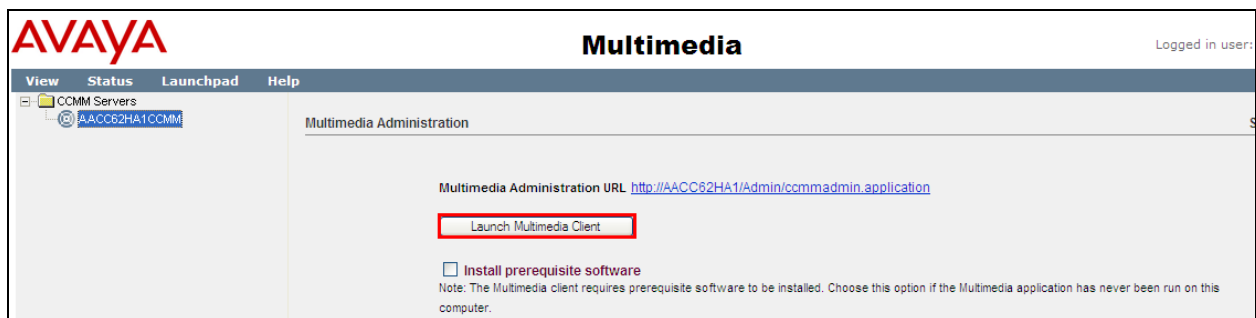 AVAYA
Multimedia
Logged in user:
View Status Launchpad Help
CCMM Servers
AACC62HA1CCMM
Multimedia Administration
Multimedia Administration URL http://AACC62HA1/Admin/ccmmadmin.application
Launch Multimedia Client
Install prerequisite software
Note: The Multimedia client requires prerequisite software to be installed. Choose this option if the Multimedia application has never been run on this
computer.